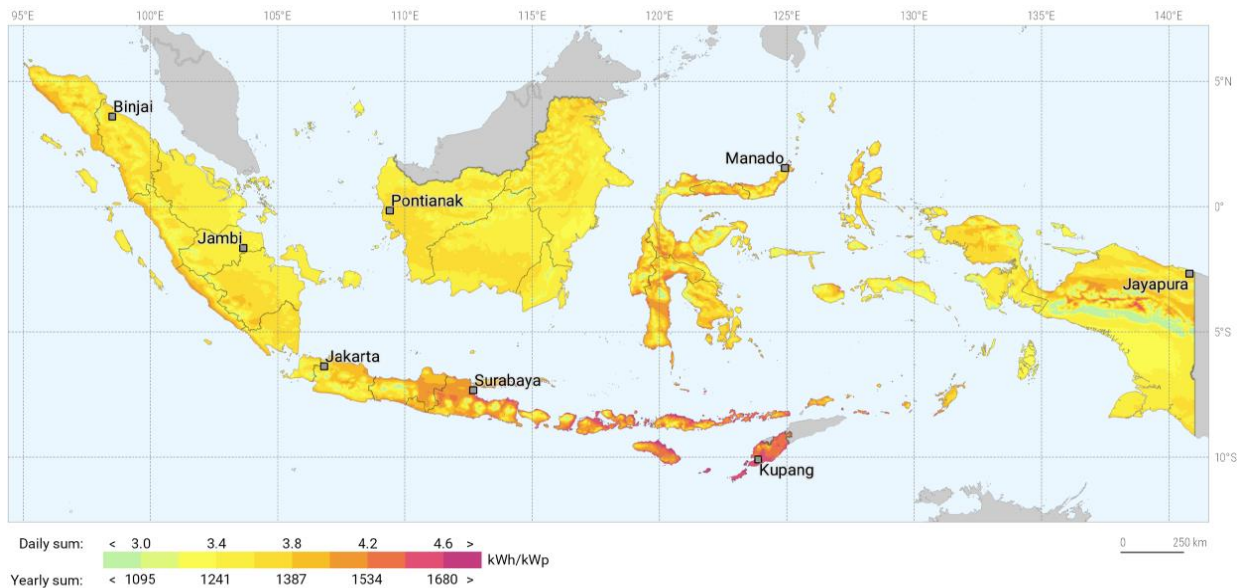 95°E 100°E 105°E 110°E 115°E 120°E 125°E 130°E 135°E 140°E
5°N
Binjai
Manado
Pontianak
0°
Jambi
Jayapura
5°S
Jakarta
Surabaya
10°S
Kupang
Daily sum: < 3.0 3.4 3.8 4.2 4.6 >
kWh/kWp
Yearly sum: < 1095 1241 1387 1534 1680 >
0 250 km